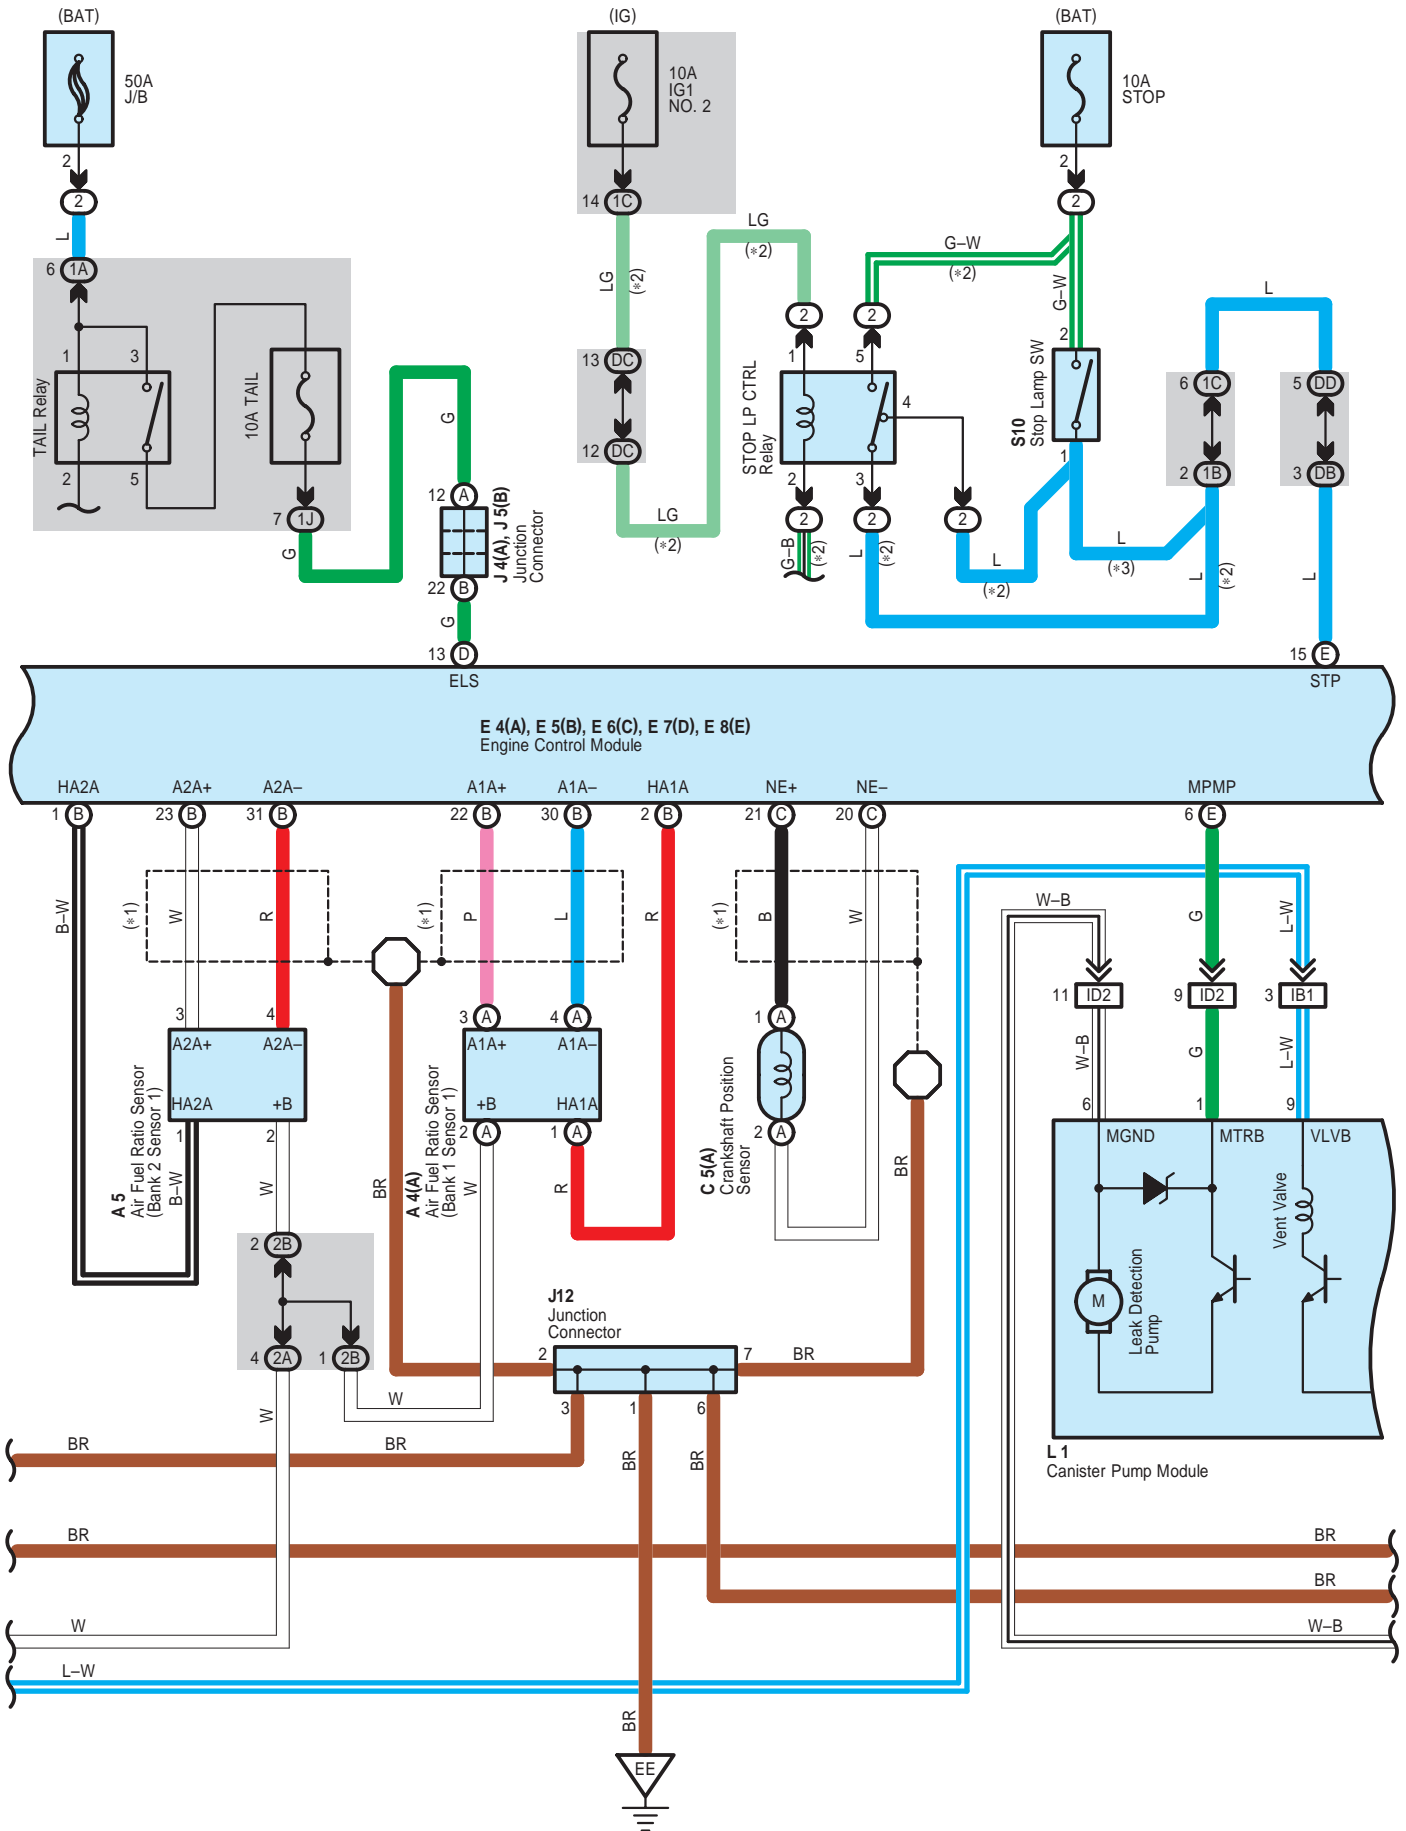 (BAT)
(IG)
(BAT)
50A
J/B
10A
IG1
NO. 2
10A
STOP
2
2
2
2
14 1C
2
L
LG
(∗2)
LG
(∗2)
G–W
(∗2)
G–W
L
6 1A
1
3
TAIL Relay
2
5
10A TAIL
7 1J
G
G
12 A
J 4(A), J 5(B)
Junction
Connector
22 B
G
13 DC
12 DC
LG
(∗2)
2
2
1
5
STOP LP CTRL
Relay
4
2
3
2
2
2
G–B
(∗2)
L
(∗2)
L
(∗2)
2
S10
Stop Lamp SW
1
L
(∗3)
6 1C
2 1B
5 DD
3 DB
L
(∗2)
L
13 D
15 E
ELS
STP
E 4(A), E 5(B), E 6(C), E 7(D), E 8(E)
Engine Control Module
HA2A
A2A+
A2A–
A1A+
A1A–
HA1A
NE+
NE–
MPMP
1 B
23 B
31 B
22 B
30 B
2 B
21 C
20 C
6 E
B–W
(∗1)
W
R
(∗1)
P
L
R
(∗1)
B
W
W–B
G
L–W
11 ID2
9 ID2
3 IB1
3
4
3 A
4 A
1 A
A2A+
A2A–
HA2A
+B
A1A+
A1A–
+B
HA1A
W–B
G
L–W
6
1
9
1
2
2 A
1 A
2 A
A 5
Air Fuel Ratio Sensor
(Bank 2 Sensor 1)
B–W
W
BR
A 4(A)
Air Fuel Ratio Sensor
(Bank 1 Sensor 1)
W
R
C 5(A)
Crankshaft Position
Sensor
BR
MGND
MTRB
VLVB
Vent Valve
M
Leak Detection
Pump
2 2B
4 2A
1 2B
J12
Junction
Connector
2
7
BR
W
W
3
1
6
BR
BR
BR
BR
L 1
Canister Pump Module
BR
BR
BR
W
W–B
L–W
BR
EE